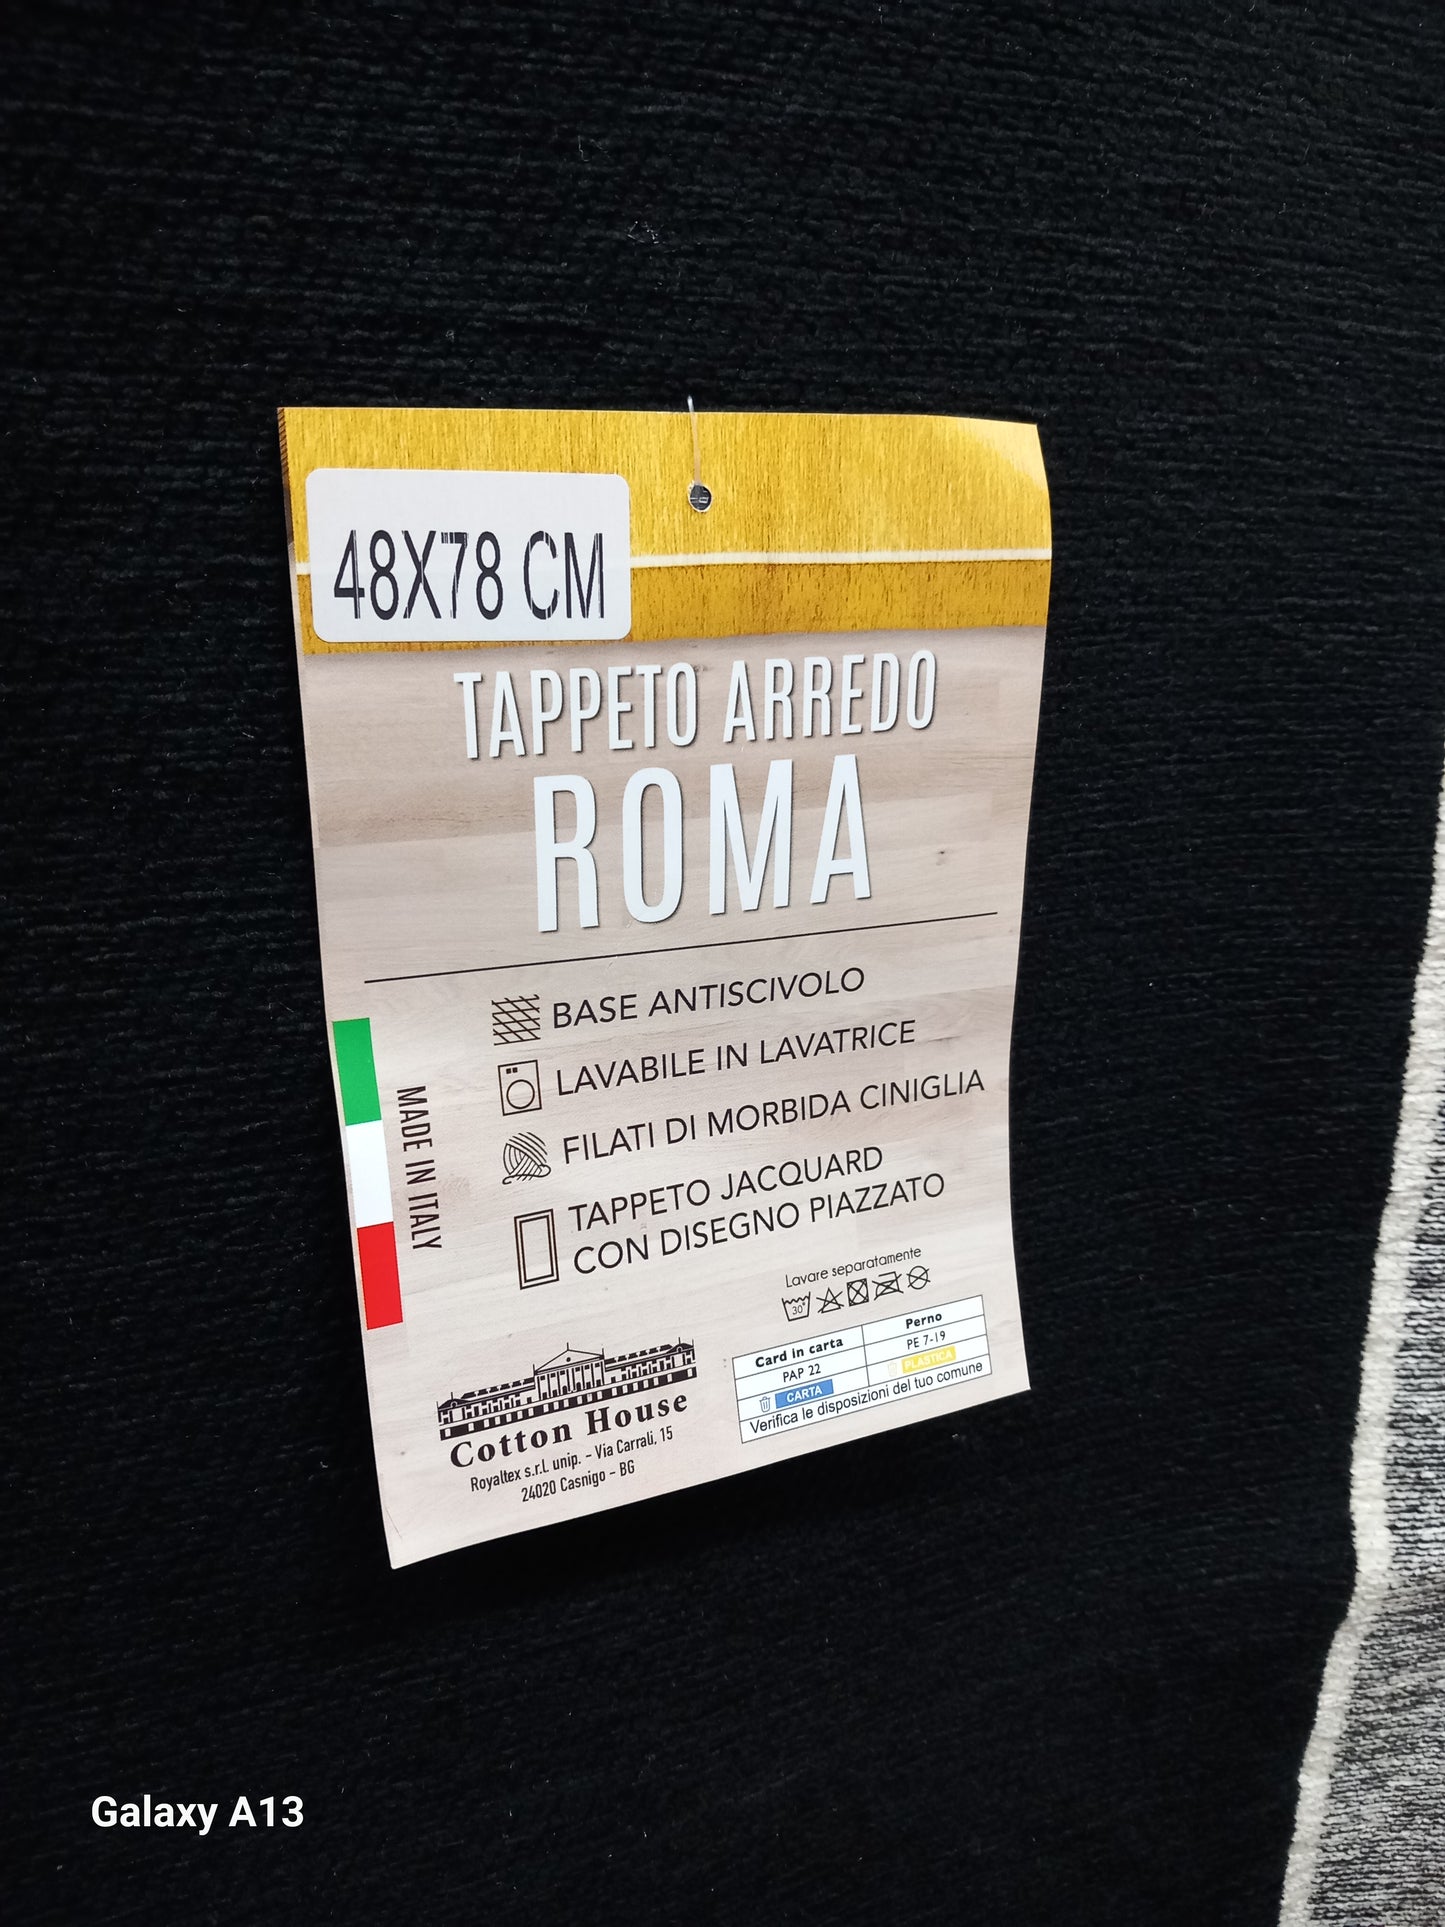 48X78 CM
TAPPETO ARREDO
ROMA
BASE ANTISCIVOLO
LAVABILE IN LAVATRICE
FILATI DI MORBIDA CINIGLIA
TAPPETO JACQUARD
CON DISEGNO PIAZZATO
MADE IN ITALY
Lavare separatamente
30°
Card in carta
Perno
PAP 22
PE 7-19
CARTA
PLASTICA
Verifica le disposizioni del tuo comune
Cotton House
Royaltex s.r.l. unip. - Via Carrali, 15
24020 Casnigo - BG
Galaxy A13